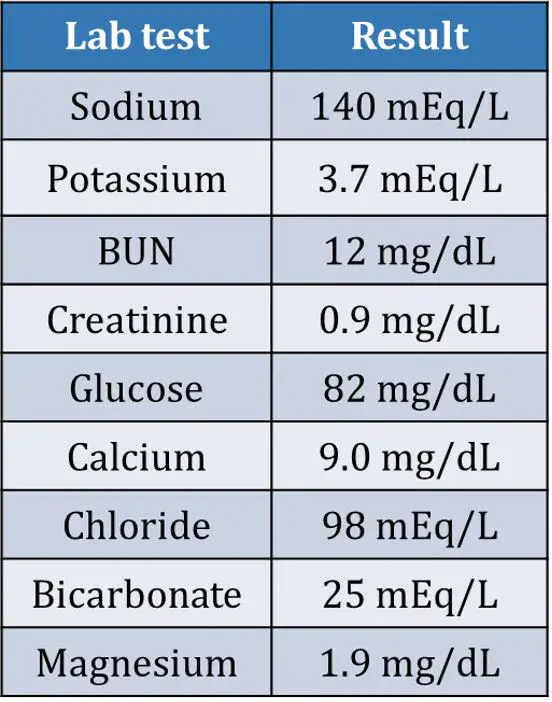 Lab test Result
Sodium 140 mEq/L
Potassium 3.7 mEq/L
BUN 12 mg/dL
Creatinine 0.9 mg/dL
Glucose 82 mg/dL
Calcium 9.0 mg/dL
Chloride 98 mEq/L
Bicarbonate 25 mEq/L
Magnesium 1.9 mg/dL